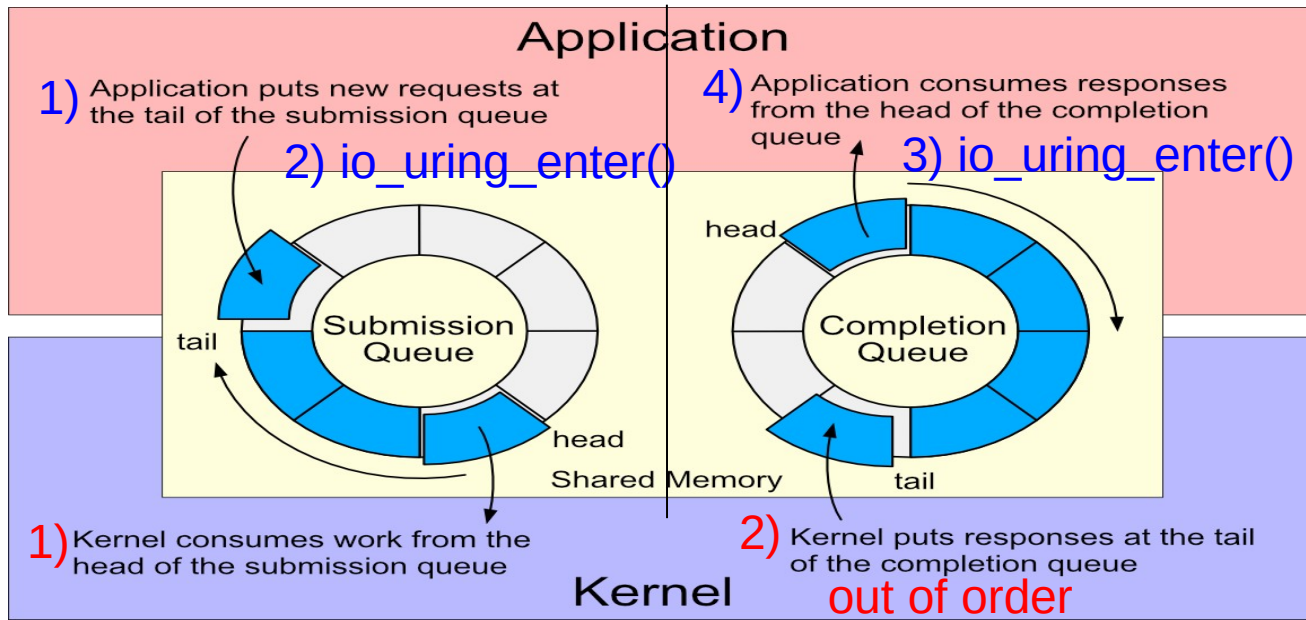 Application
1) Application puts new requests at
the tail of the submission queue
2) io_uring_enter()
4) Application consumes responses
from the head of the completion
queue
3) io_uring_enter()
Submission
Queue
tail
head
head
Completion
Queue
tail
Shared Memory
1) Kernel consumes work from the
head of the submission queue
2) Kernel puts responses at the tail
of the completion queue
out of order
Kernel